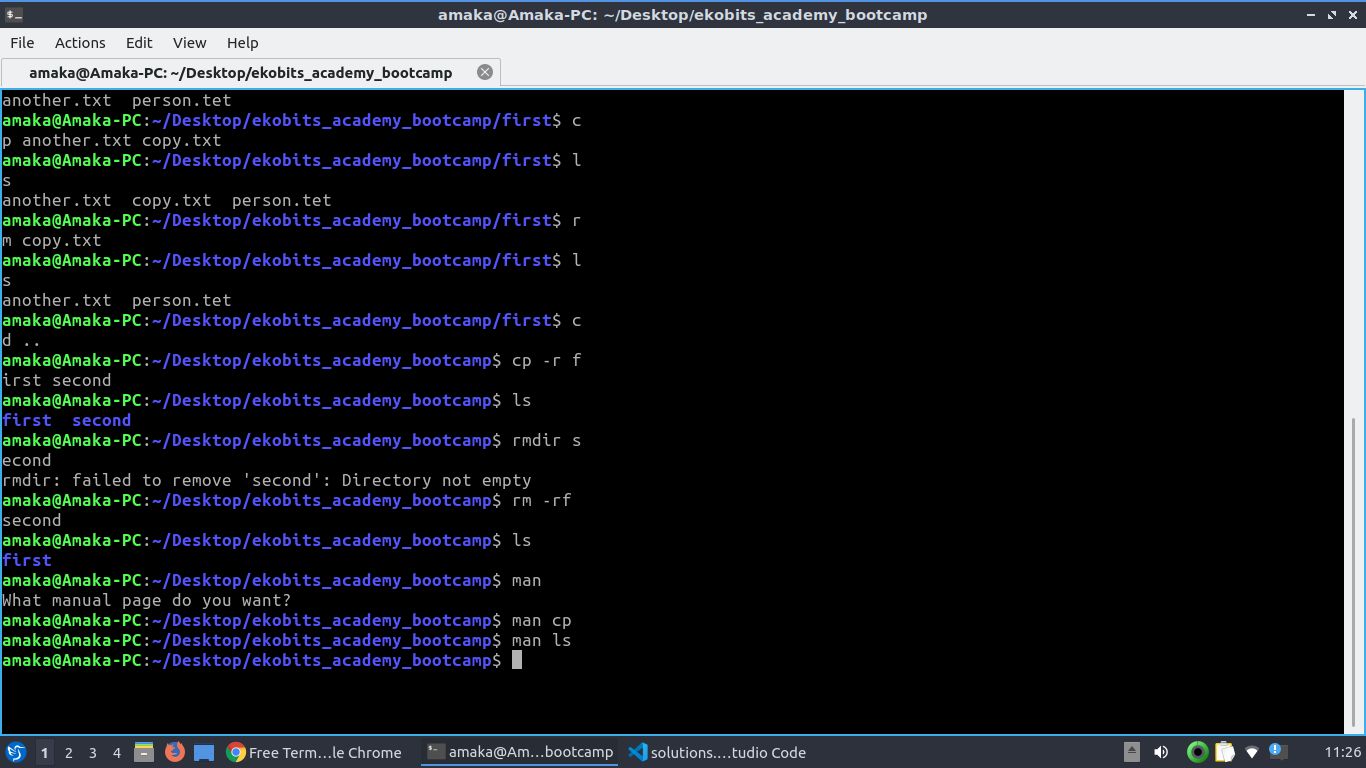 amaka@Amaka-PC: ~/Desktop/ekobits_academy_bootcamp
File Actions Edit View Help
amaka@Amaka-PC: ~/Desktop/ekobits_academy_bootcamp
another.txt  person.tet
amaka@Amaka-PC:~/Desktop/ekobits_academy_bootcamp/first$ c
p another.txt copy.txt
amaka@Amaka-PC:~/Desktop/ekobits_academy_bootcamp/first$ l
s
another.txt  copy.txt  person.tet
amaka@Amaka-PC:~/Desktop/ekobits_academy_bootcamp/first$ r
m copy.txt
amaka@Amaka-PC:~/Desktop/ekobits_academy_bootcamp/first$ l
s
another.txt  person.tet
amaka@Amaka-PC:~/Desktop/ekobits_academy_bootcamp/first$ c
d ..
amaka@Amaka-PC:~/Desktop/ekobits_academy_bootcamp$ cp -r f
irst second
amaka@Amaka-PC:~/Desktop/ekobits_academy_bootcamp$ ls
first  second
amaka@Amaka-PC:~/Desktop/ekobits_academy_bootcamp$ rmdir s
econd
rmdir: failed to remove 'second': Directory not empty
amaka@Amaka-PC:~/Desktop/ekobits_academy_bootcamp$ rm -rf
second
amaka@Amaka-PC:~/Desktop/ekobits_academy_bootcamp$ ls
first
amaka@Amaka-PC:~/Desktop/ekobits_academy_bootcamp$ man
What manual page do you want?
amaka@Amaka-PC:~/Desktop/ekobits_academy_bootcamp$ man cp
amaka@Amaka-PC:~/Desktop/ekobits_academy_bootcamp$ man ls
amaka@Amaka-PC:~/Desktop/ekobits_academy_bootcamp$
1 2 3 4 Free Term…le Chrome amaka@Am…bootcamp solutions.…tudio Code 11:26